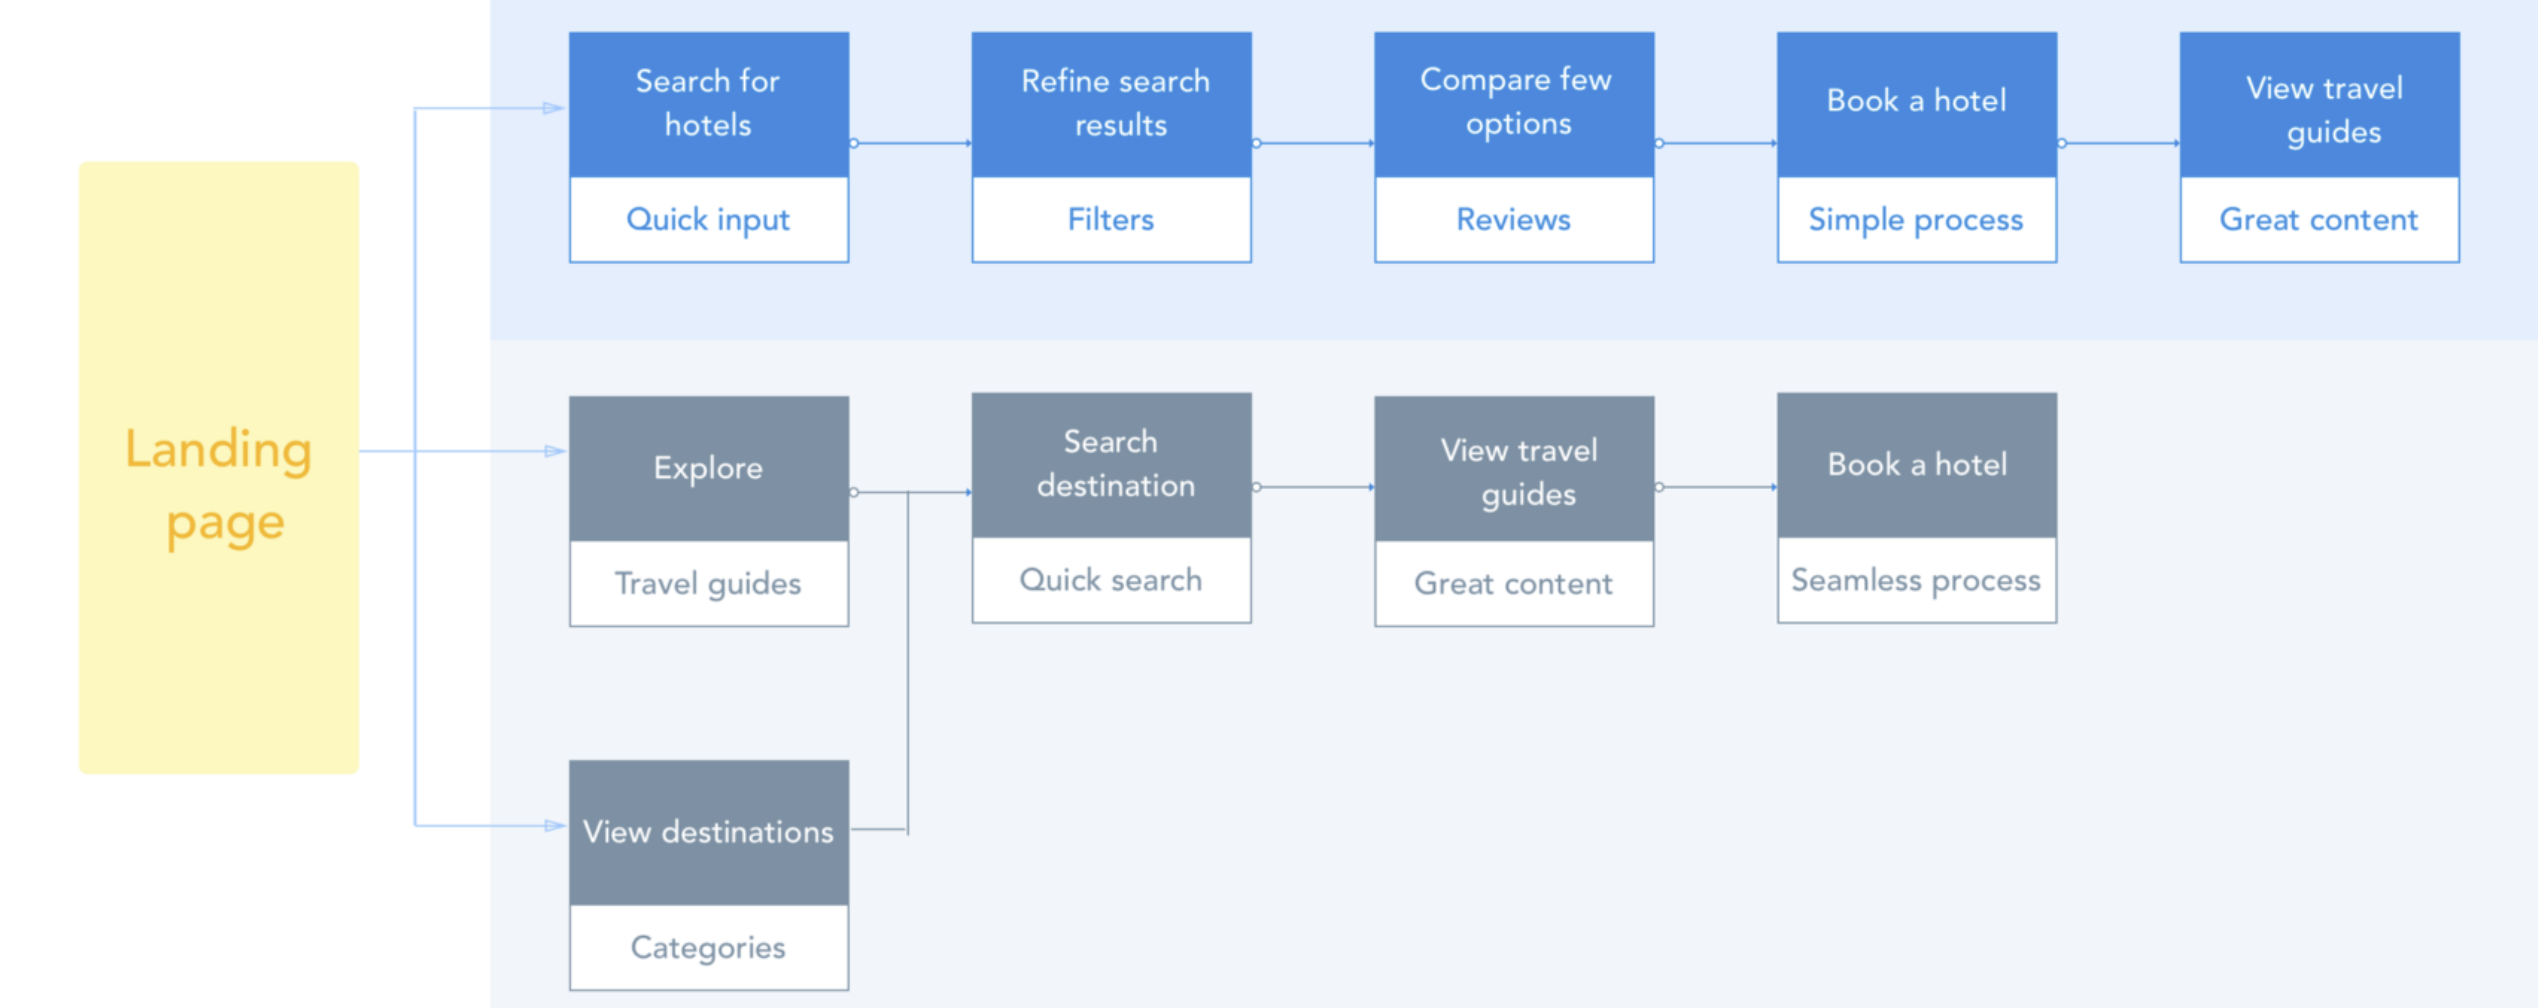 Landing
page
Search for
hotels
Quick input
Refine search
results
Filters
Compare few
options
Reviews
Book a hotel
Simple process
View travel
guides
Great content
Explore
Travel guides
Search
destination
Quick search
View travel
guides
Great content
Book a hotel
Seamless process
View destinations
Categories